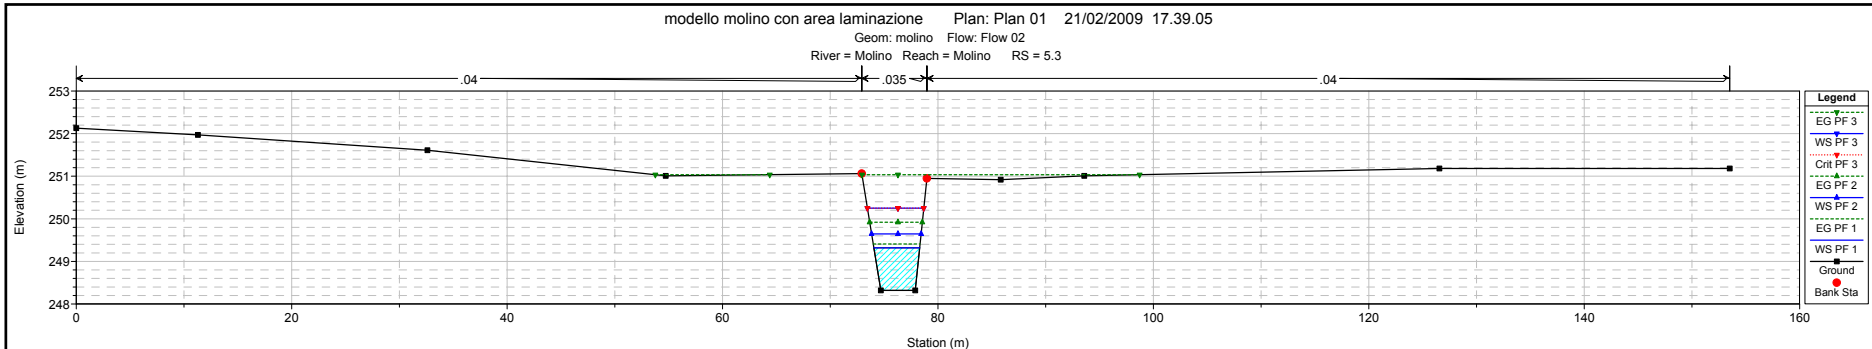 modello molino con area laminazione Plan: Plan 01 21/02/2009 17.39.05
Geom: molino Flow: Flow 02
River = Molino Reach = Molino RS = 5.3
.04 .035 .04
253
252
251
250
249
248
Elevation (m)
0 20 40 60 80 100 120 140 160
Station (m)
Legend
EG PF 3
WS PF 3
Crit PF 3
EG PF 2
WS PF 2
EG PF 1
WS PF 1
Ground
Bank Sta